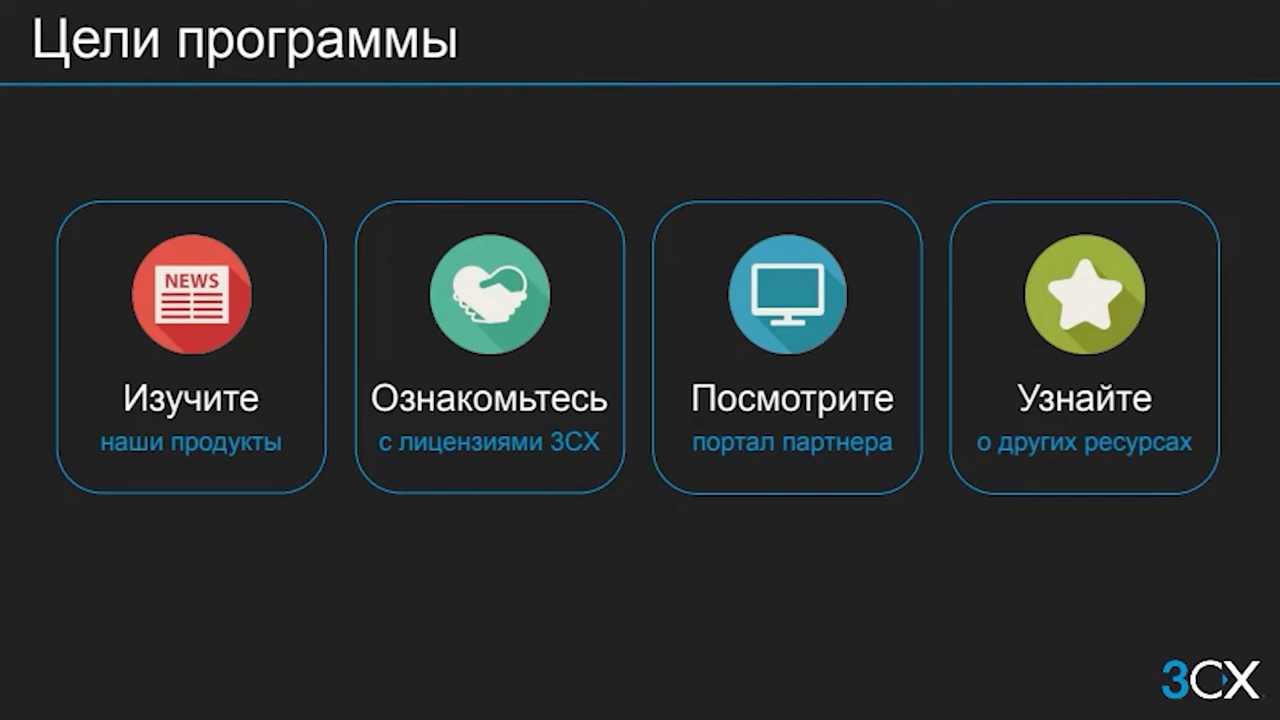 Цели программы
NEWS
Изучите
наши продукты
Ознакомьтесь
с лицензиями 3CX
Посмотрите
портал партнера
Узнайте
о других ресурсах
3CX